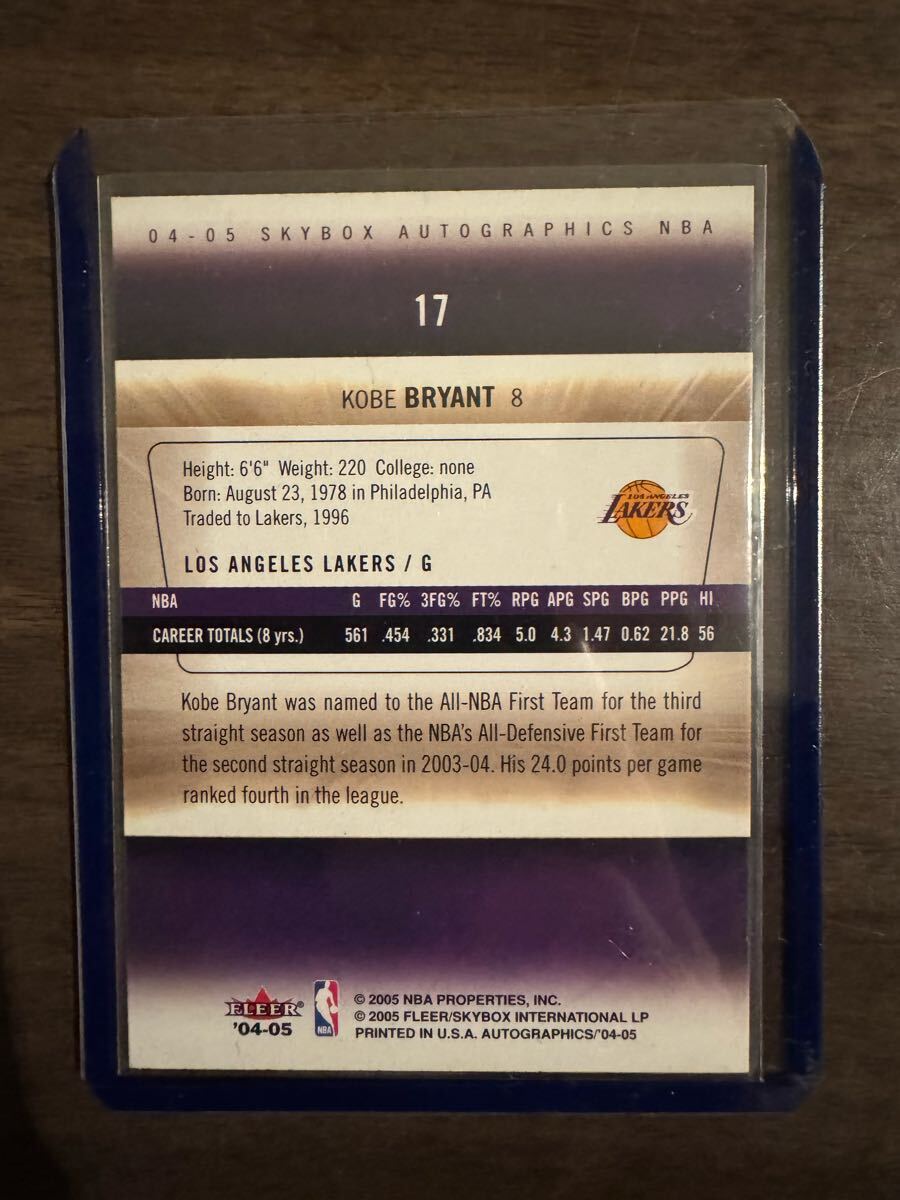 04-05 SKYBOX AUTOGRAPHICS NBA
17
KOBE BRYANT 8
Height: 6'6" Weight: 220 College: none
Born: August 23, 1978 in Philadelphia, PA
Traded to Lakers, 1996
LOS ANGELES
LAKERS
LOS ANGELES LAKERS / G
NBA G FG% 3FG% FT% RPG APG SPG BPG PPG HI
CAREER TOTALS (8 yrs.) 561 .454 .331 .834 5.0 4.3 1.47 0.62 21.8 56
Kobe Bryant was named to the All-NBA First Team for the third
straight season as well as the NBA's All-Defensive First Team for
the second straight season in 2003-04. His 24.0 points per game
ranked fourth in the league.
FLEER®
'04-05
NBA
© 2005 NBA PROPERTIES, INC.
© 2005 FLEER/SKYBOX INTERNATIONAL LP
PRINTED IN U.S.A. AUTOGRAPHICS/'04-05